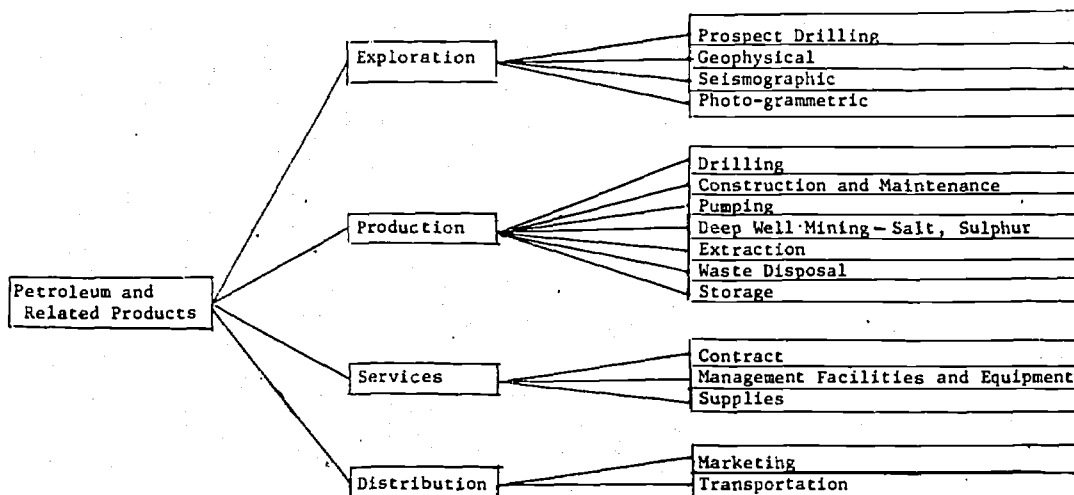 Petroleum and
Related Products
Exploration
Prospect Drilling
Geophysical
Seismographic
Photo-grammetric
Production
Drilling
Construction and Maintenance
Pumping
Deep Well Mining - Salt, Sulphur
Extraction
Waste Disposal
Storage
Services
Contract
Management Facilities and Equipment
Supplies
Distribution
Marketing
Transportation